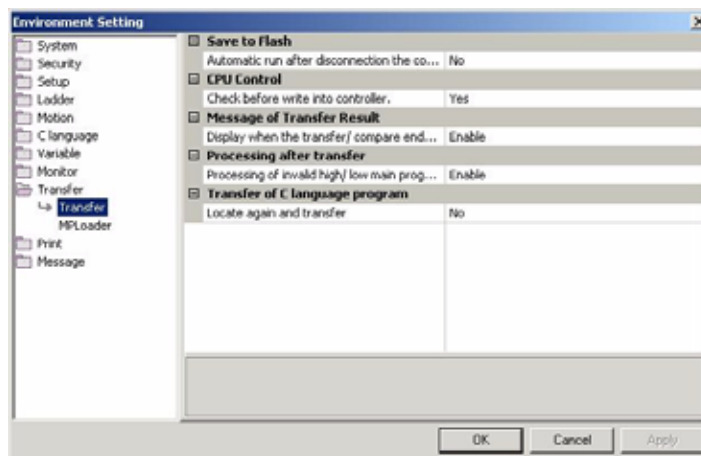 Environment Setting
System
Security
Setup
Ladder
Motion
C language
Variable
Monitor
Transfer
Transfer
MPLoader
Print
Message
Save to Flash
Automatic run after disconnection the co... No
CPU Control
Check before write into controller. Yes
Message of Transfer Result
Display when the transfer/ compare end... Enable
Processing after transfer
Processing of invalid high/ low main prog... Enable
Transfer of C language program
Locate again and transfer No
OK Cancel Apply